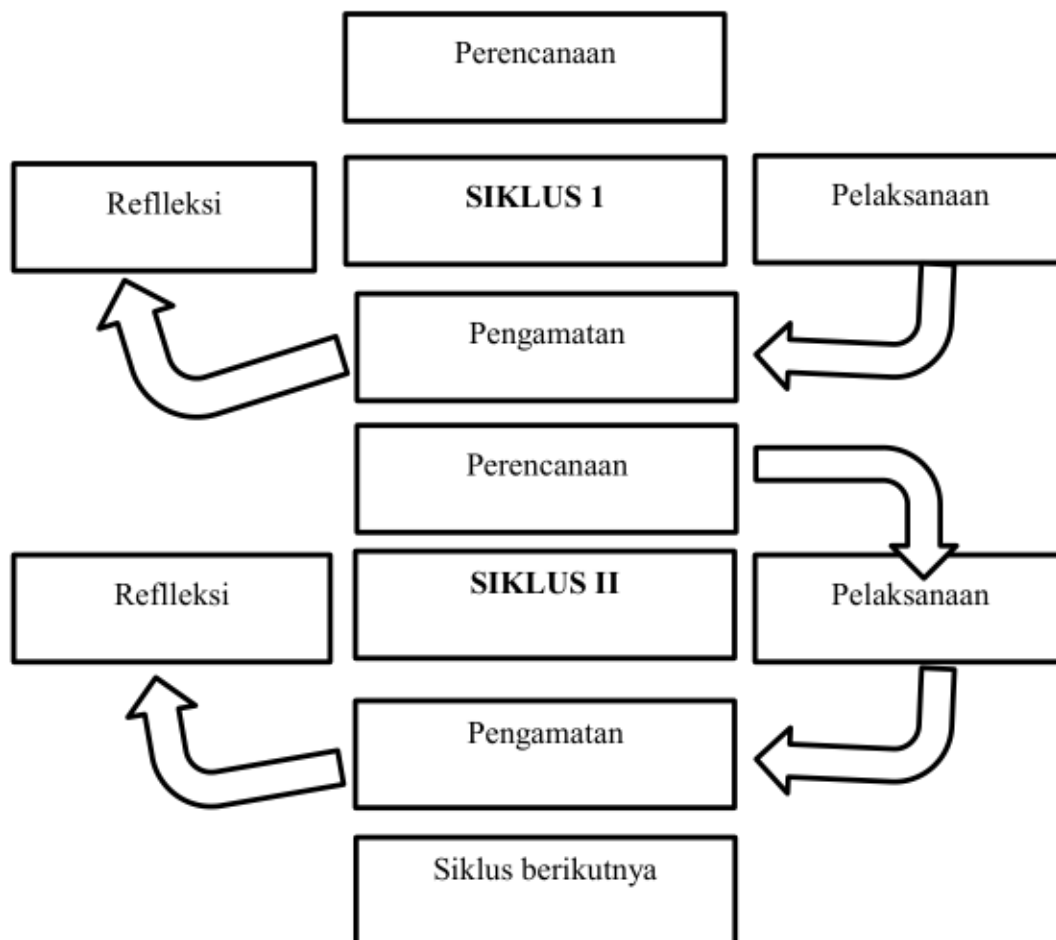 Perencanaan
Reflleksi
SIKLUS 1
Pelaksanaan
Pengamatan
Perencanaan
Reflleksi
SIKLUS II
Pelaksanaan
Pengamatan
Siklus berikutnya